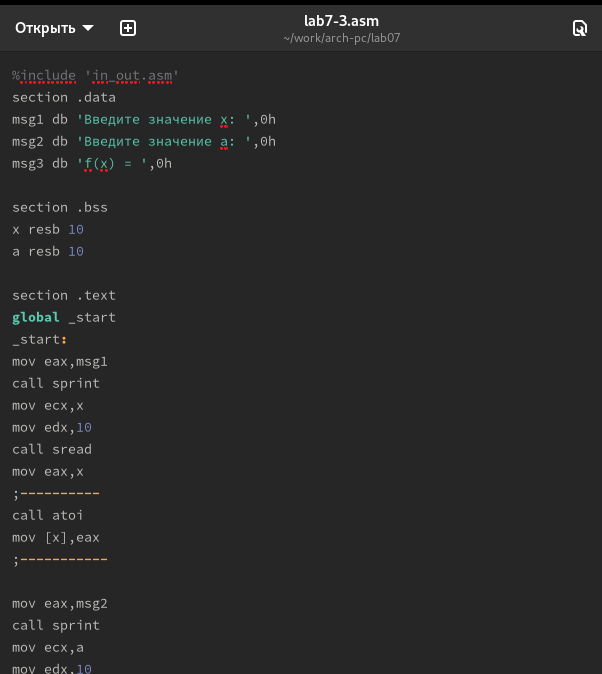 Открыть
lab7-3.asm
~/work/arch-pc/lab07
%include 'in_out.asm'
section .data
msg1 db 'Введите значение x: ',0h
msg2 db 'Введите значение a: ',0h
msg3 db 'f(x) = ',0h
section .bss
x resb 10
a resb 10
section .text
global _start
_start:
mov eax,msg1
call sprint
mov ecx,x
mov edx,10
call sread
mov eax,x
;----------
call atoi
mov [x],eax
;-----------
mov eax,msg2
call sprint
mov ecx,a
mov edx,10